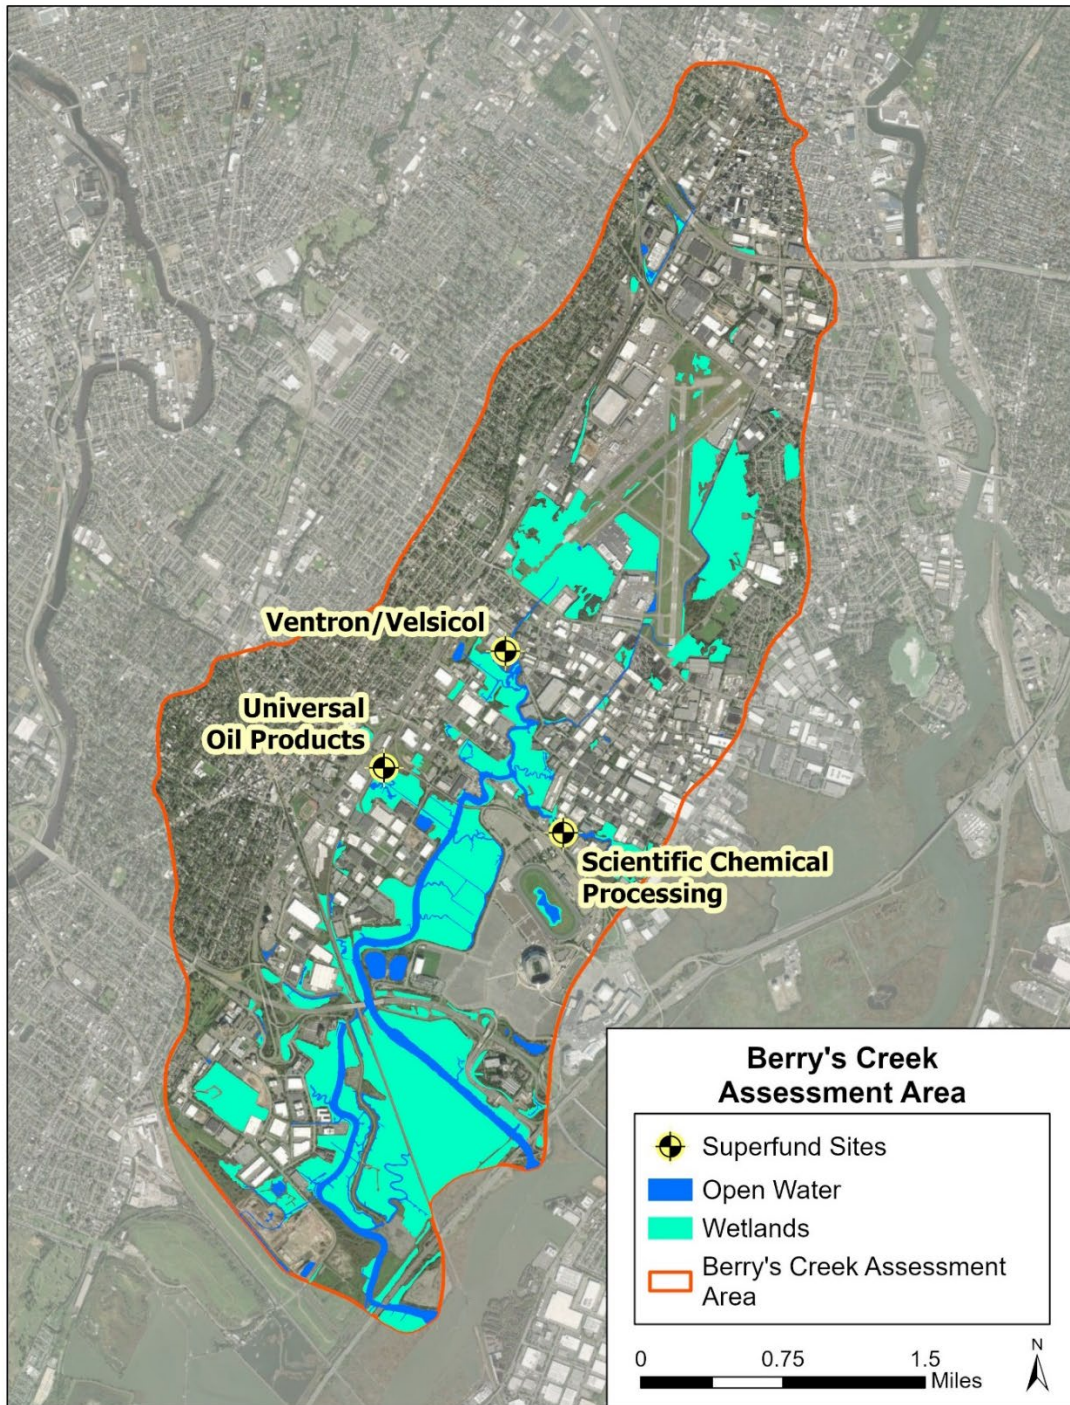 Ventron/Velsicol
Universal
Oil Products
Scientific Chemical
Processing
Berry's Creek
Assessment Area
Superfund Sites
Open Water
Wetlands
Berry's Creek Assessment
Area
0 0.75 1.5
Miles
N